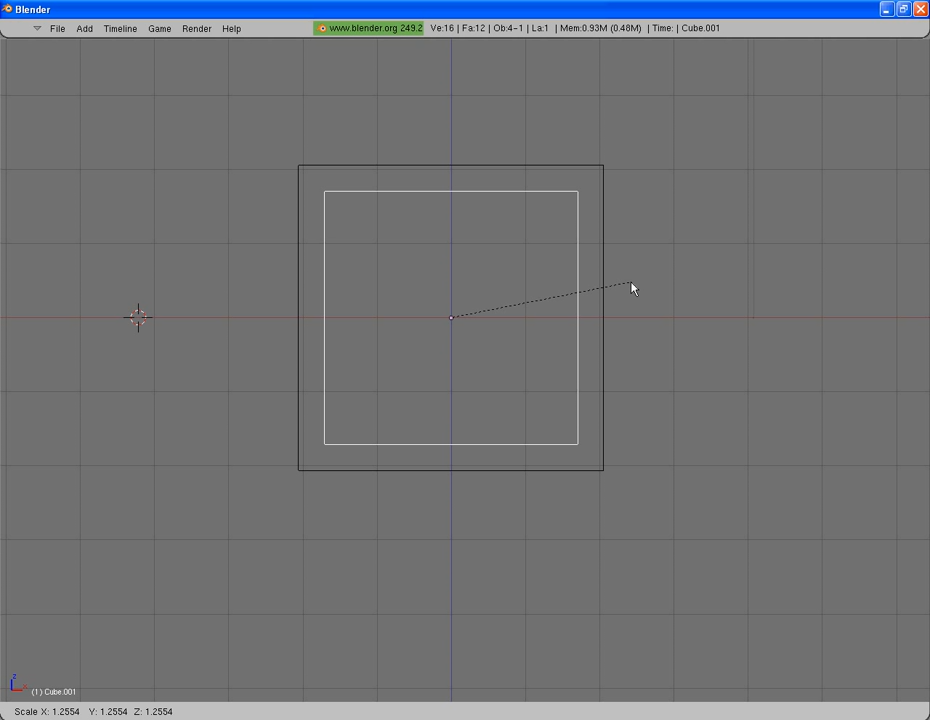 Blender
File Add Timeline Game Render Help www.blender.org 249.2 Ve:16 | Fa:12 | Ob:4-1 | La:1 | Mem:0.93M (0.48M) | Time: | Cube.001
z
x
(1) Cube.001
Scale X: 1.2554 Y: 1.2554 Z: 1.2554